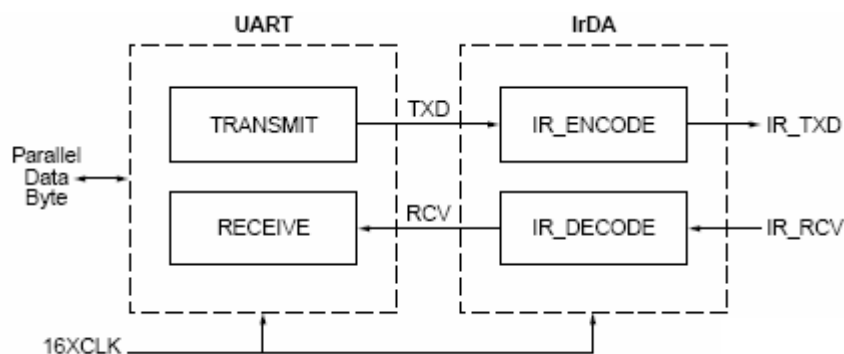 UART
IrDA
TRANSMIT
TXD
IR_ENCODE
IR_TXD
Parallel
Data
Byte
RECEIVE
RCV
IR_DECODE
IR_RCV
16XCLK